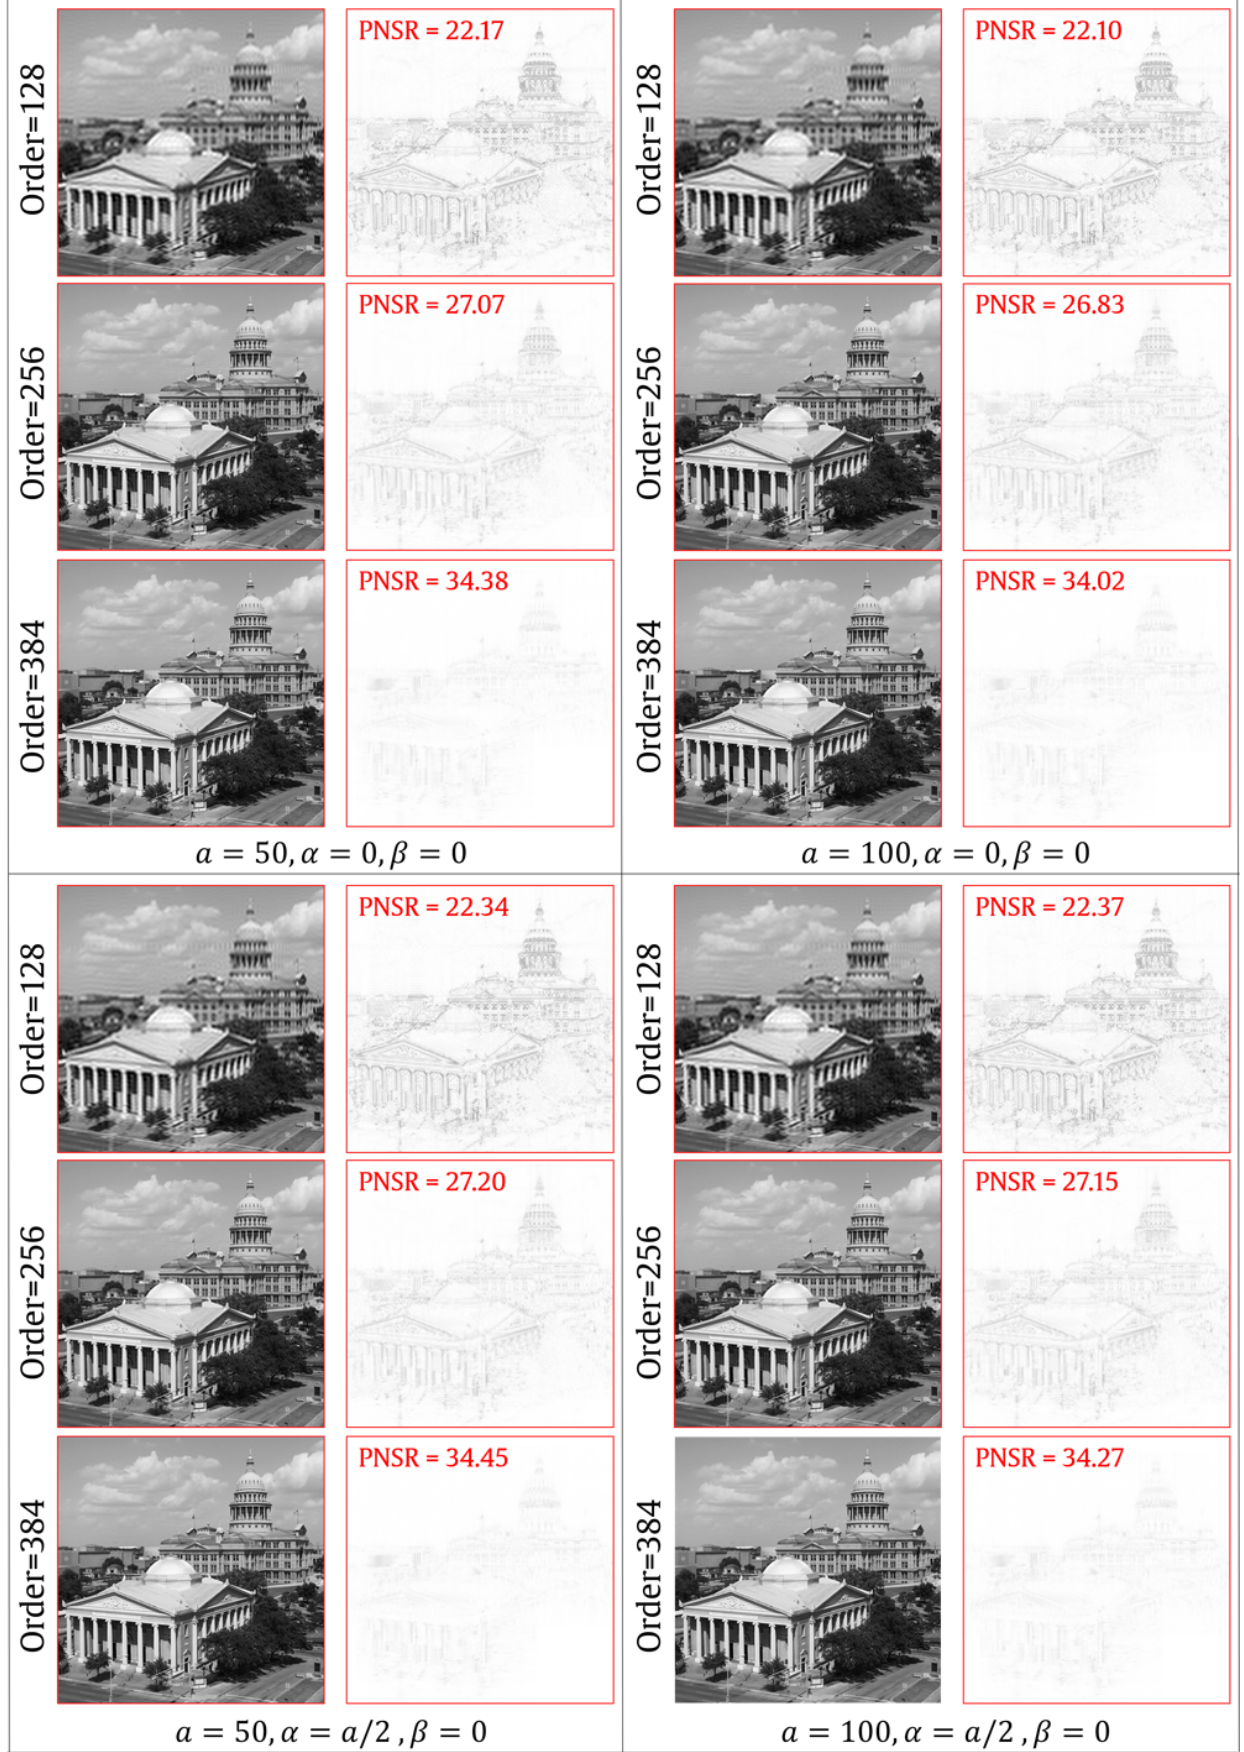 Order=128
PNSR = 22.17
Order=256
PNSR = 27.07
Order=384
PNSR = 34.38
a = 50, α = 0, β = 0
Order=128
PNSR = 22.10
Order=256
PNSR = 26.83
Order=384
PNSR = 34.02
a = 100, α = 0, β = 0
Order=128
PNSR = 22.34
Order=256
PNSR = 27.20
Order=384
PNSR = 34.45
a = 50, α = a/2 , β = 0
Order=128
PNSR = 22.37
Order=256
PNSR = 27.15
Order=384
PNSR = 34.27
a = 100, α = a/2 , β = 0